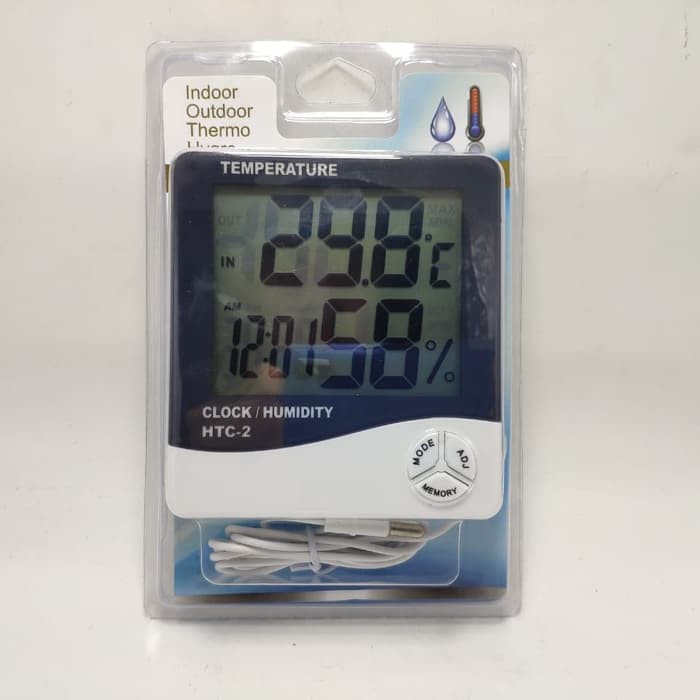 Indoor
Outdoor
Thermo
TEMPERATURE
OUT
MAX
IN
29.8°C
AM
12:01 58%
CLOCK / HUMIDITY
HTC-2
MODE
ADJ
MEMORY